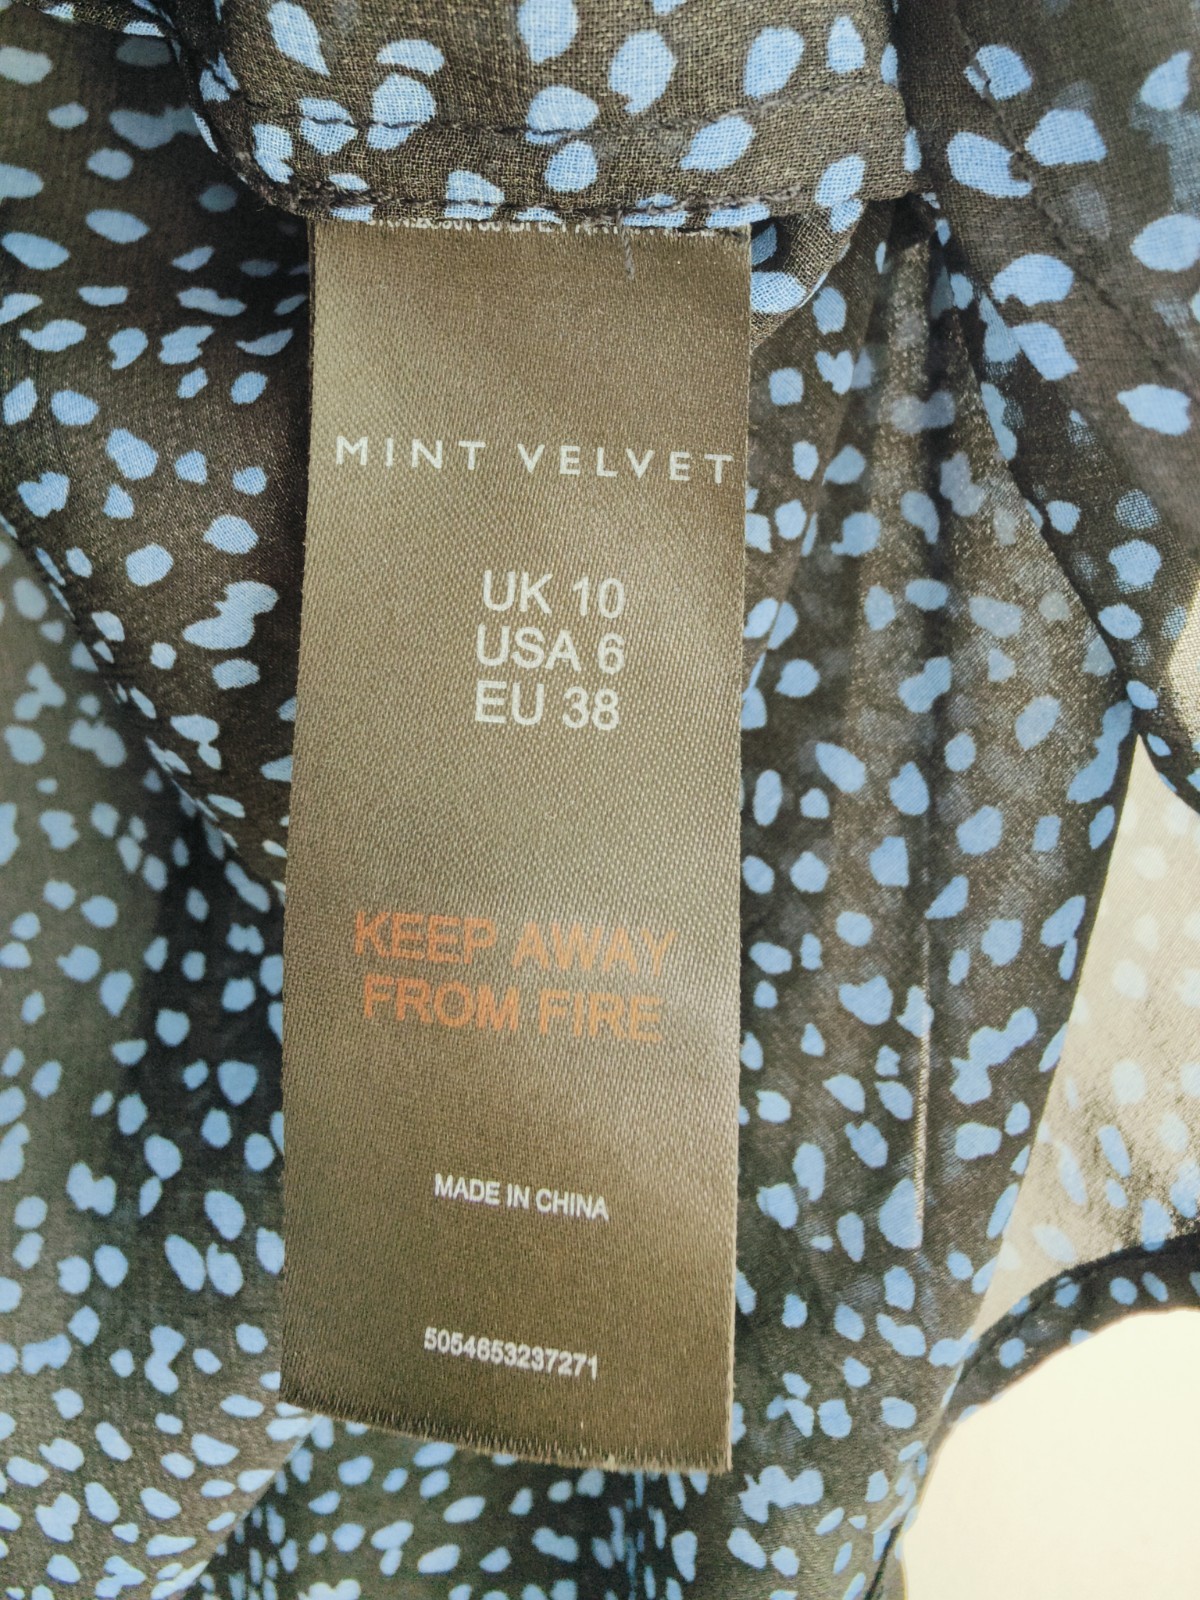 MINT VELVET
UK 10
USA 6
EU 38
KEEP AWAY
FROM FIRE
MADE IN CHINA
5054653237271